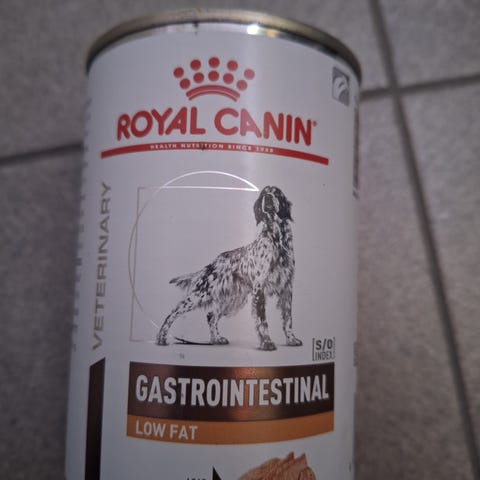 ROYAL CANIN
HEALTH NUTRITION SINCE 1968
VETERINARY
[S/O
INDEX]
GASTROINTESTINAL
LOW FAT